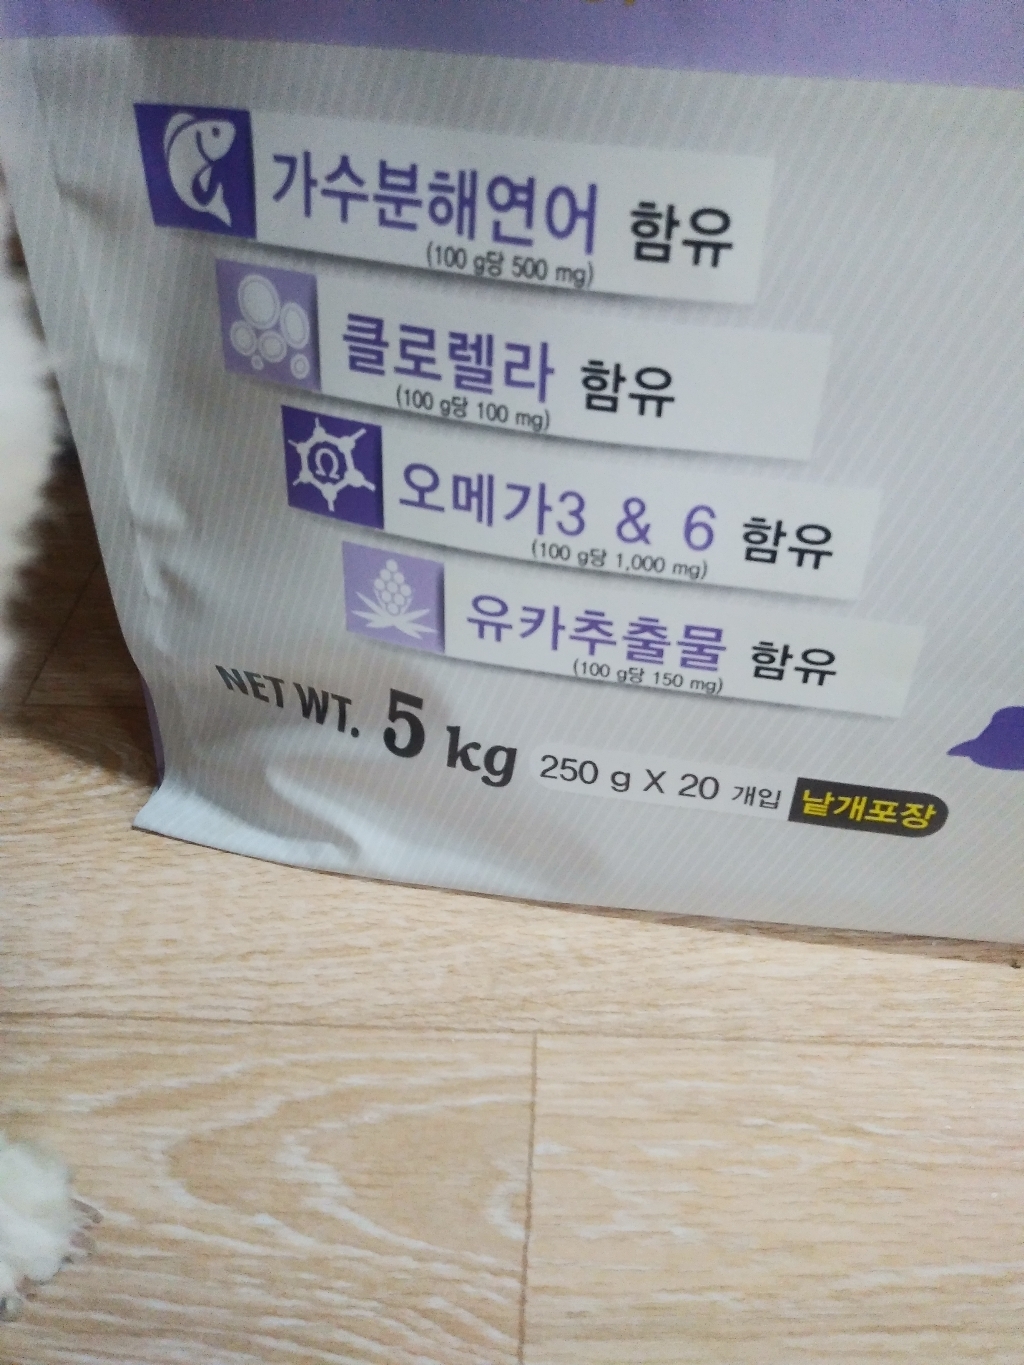 가수분해연어 함유
(100 g당 500 mg)
클로렐라 함유
(100 g당 100 mg)
오메가3 & 6 함유
(100 g당 1,000 mg)
유카추출물 함유
(100 g당 150 mg)
NET WT. 5 kg 250 g X 20 개입 낱개포장